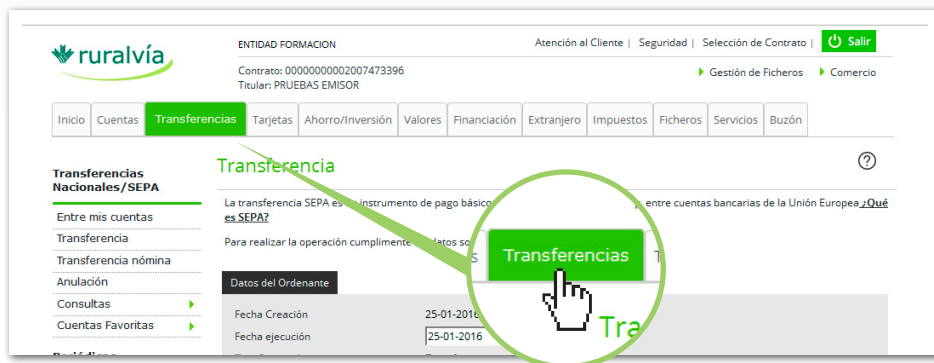 ruralvía
ENTIDAD FORMACION
Atención al Cliente | Seguridad | Selección de Contrato | Salir
Contrato: 00000000002007473396
Titular: PRUEBAS EMISOR
Gestión de Ficheros Comercio
Inicio Cuentas Transferencias Tarjetas Ahorro/Inversión Valores Financiación Extranjero Impuestos Ficheros Servicios Buzón
Transferencias
Nacionales/SEPA
Entre mis cuentas
Transferencia
Transferencia nómina
Anulación
Consultas
Cuentas Favoritas
Transferencia
?
La transferencia SEPA es un instrumento de pago básico entre cuentas bancarias de la Unión Europea ¿Qué
es SEPA?
Para realizar la operación cumplimente datos
Datos del Ordenante
Fecha Creación 25-01-2016
Fecha ejecución 25-01-2016
s Transferencias T
Tra